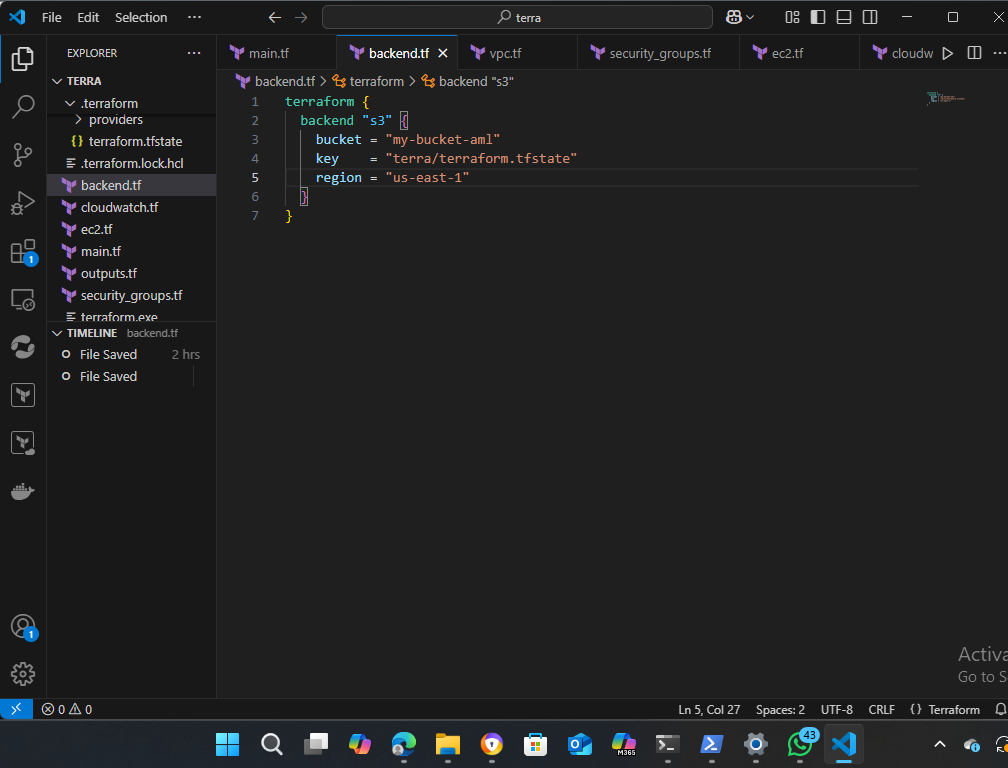 File Edit Selection ··· terra
EXPLORER ···
TERRA
.terraform
providers
{} terraform.tfstate
.terraform.lock.hcl
backend.tf
cloudwatch.tf
ec2.tf
main.tf
outputs.tf
security_groups.tf
terraform.exe
TIMELINE backend.tf
File Saved 2 hrs
File Saved
main.tf backend.tf vpc.tf security_groups.tf ec2.tf cloudw ···
backend.tf > terraform > backend "s3"
1 terraform {
2 backend "s3" {
3 bucket = "my-bucket-aml"
4 key = "terra/terraform.tfstate"
5 region = "us-east-1"
6 }
7 }
1
1
Activa
Go to S
0 0 Ln 5, Col 27 Spaces: 2 UTF-8 CRLF {} Terraform
M365 43